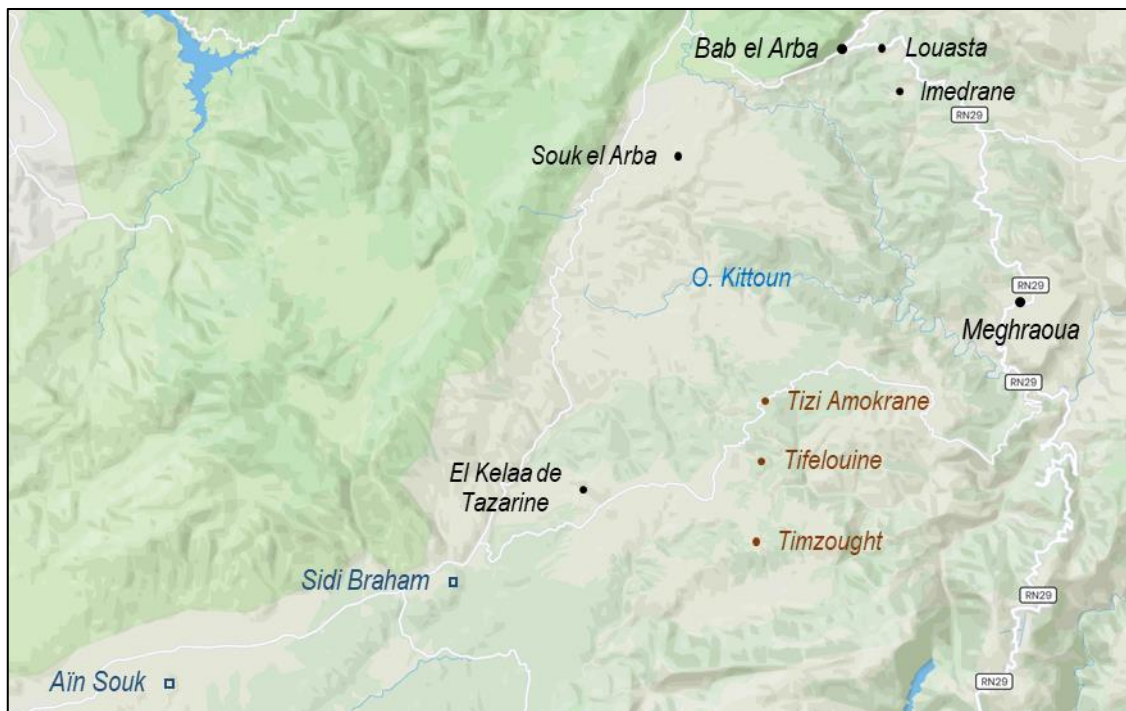 Bab el Arba
Louasta
Imedrane
RN29
Souk el Arba
O. Kittoun
RN29
Meghraoua
RN29
Tizi Amokrane
Tifelouine
El Kelaa de
Tazarine
Timzought
Sidi Braham
RN29
Aïn Souk
RN29